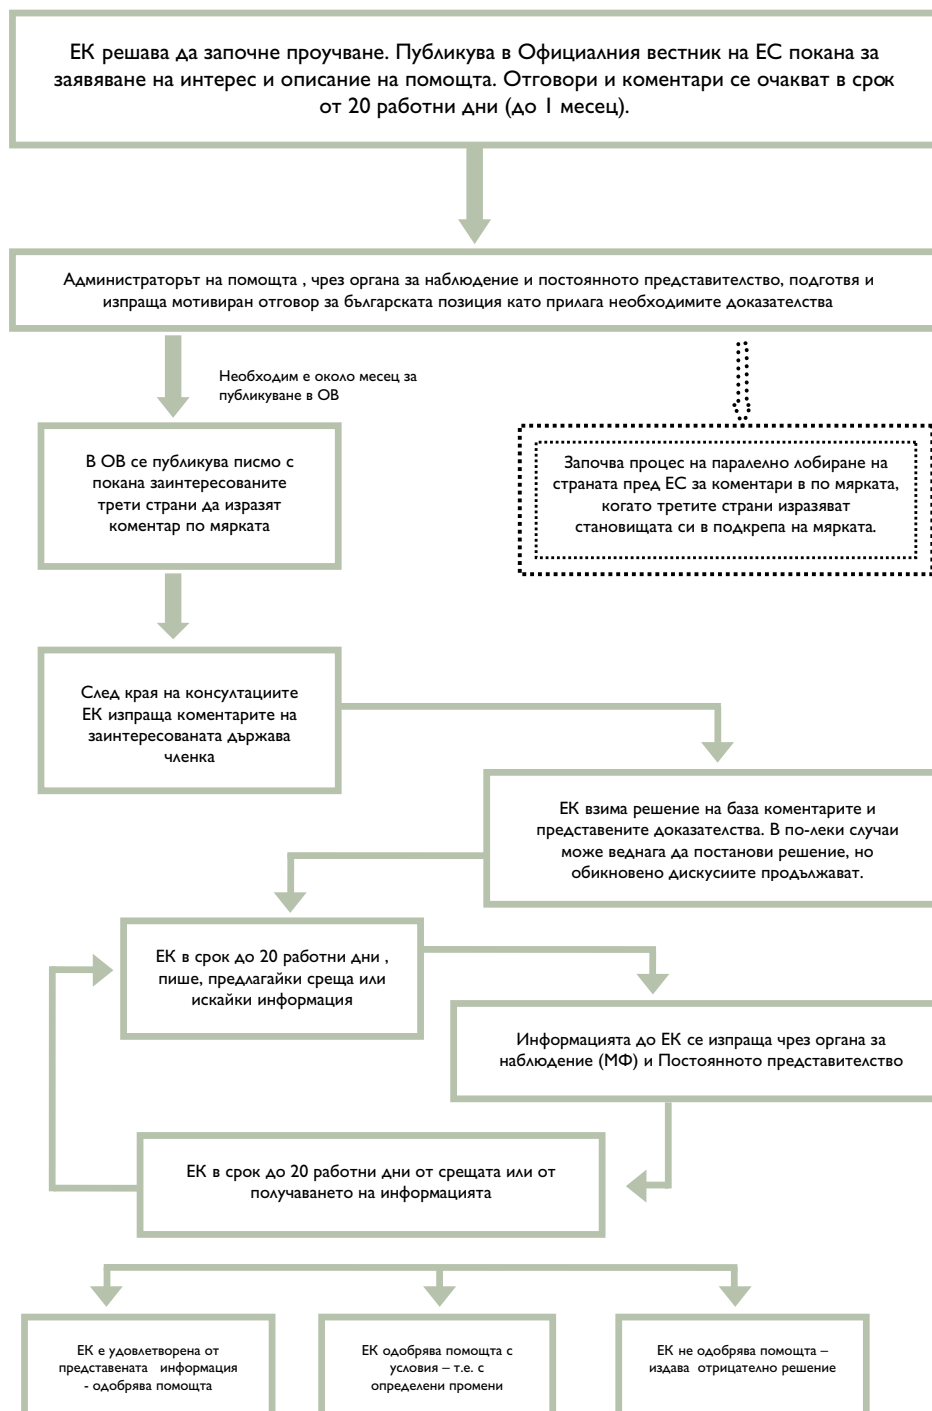 ЕК решава да започне проучване. Публикува в Официалния вестник на ЕС покана за
заявяване на интерес и описание на помощта. Отговори и коментари се очакват в срок
от 20 работни дни (до 1 месец).
Администраторът на помощта , чрез органа за наблюдение и постоянното представителство, подготвя и
изпраща мотивиран отговор за българската позиция като прилага необходимите доказателства
Необходим е около месец за
публикуване в ОВ
В ОВ се публикува писмо с
покана заинтересованите
трети страни да изразят
коментар по мярката
Започва процес на паралелно лобиране на
страната пред ЕС за коментари в по мярката,
когато третите страни изразяват
становищата си в подкрепа на мярката.
След края на консултациите
ЕК изпраща коментарите на
заинтересованата държава
членка
ЕК взима решение на база коментарите и
представените доказателства. В по-леки случаи
може веднага да постанови решение, но
обикновено дискусиите продължават.
ЕК в срок до 20 работни дни ,
пише, предлагайки среща или
искайки информация
Информацията до ЕК се изпраща чрез органа за
наблюдение (МФ) и Постоянното представителство
ЕК в срок до 20 работни дни от срещата или от
получаването на информацията
ЕК е удовлетворена от
представената информация
- одобрява помощта
ЕК одобрява помощта с
условия – т.е. с
определени промени
ЕК не одобрява помощта –
издава отрицателно решение